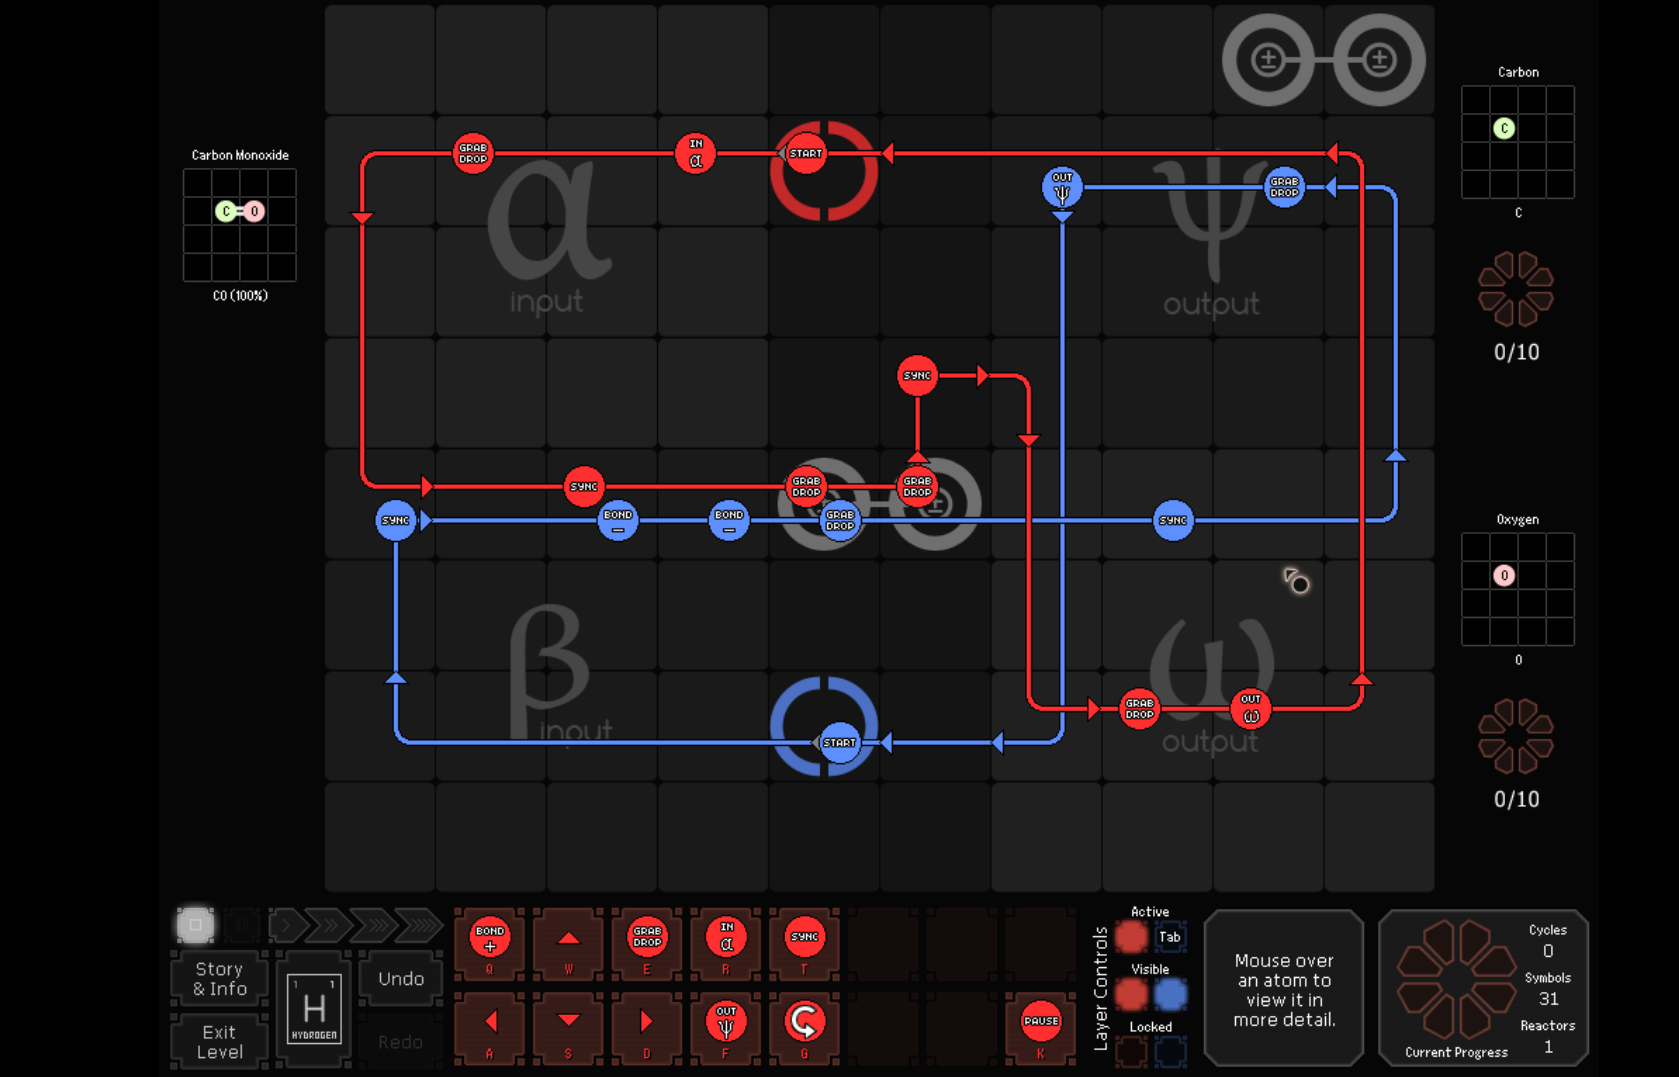 Carbon
C
C
Carbon Monoxide
C=O
CO (100%)
GRAB DROP
IN α
START
OUT ψ
GRAB DROP
α
input
ψ
output
0/10
SYNC
SYNC
GRAB DROP
GRAB DROP
SYNC
BOND −
BOND −
GRAB DROP
SYNC
Oxygen
O
O
β
input
START
GRAB DROP
OUT ω
ω
output
0/10
Story
& Info
Exit
Level
1 1
H
HYDROGEN
Undo
Redo
BOND +
Q
W
GRAB DROP
E
IN α
R
SYNC
T
A
S
D
OUT ψ
F
G
PAUSE
K
Layer Controls
Active
Tab
Visible
Locked
Mouse over
an atom to
view it in
more detail.
Cycles
0
Symbols
31
Reactors
1
Current Progress